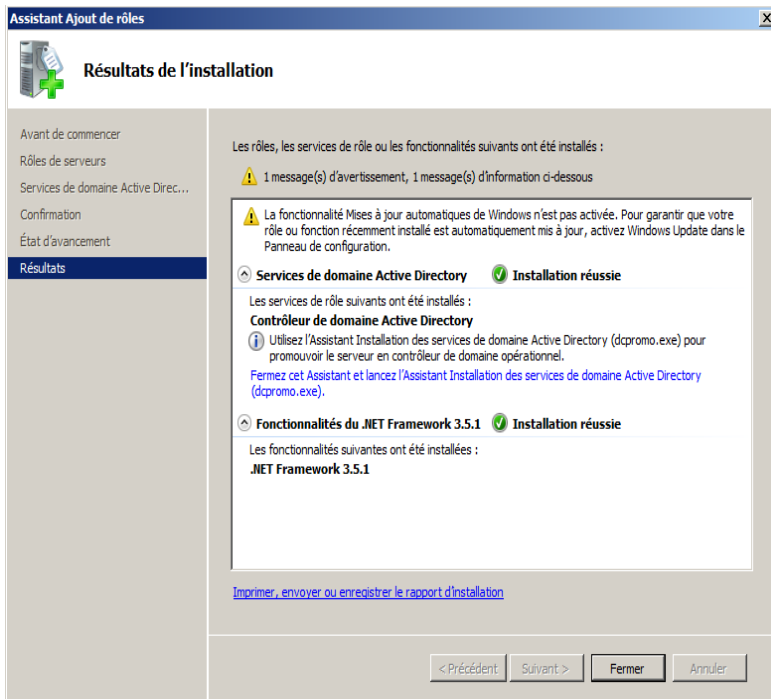 Assistant Ajout de rôles
Résultats de l'installation
Avant de commencer
Rôles de serveurs
Services de domaine Active Direc...
Confirmation
État d'avancement
Résultats
Les rôles, les services de rôle ou les fonctionnalités suivants ont été installés :
1 message(s) d'avertissement, 1 message(s) d'information ci-dessous
La fonctionnalité Mises à jour automatiques de Windows n'est pas activée. Pour garantir que votre
rôle ou fonction récemment installé est automatiquement mis à jour, activez Windows Update dans le
Panneau de configuration.
Services de domaine Active Directory Installation réussie
Les services de rôle suivants ont été installés :
Contrôleur de domaine Active Directory
Utilisez l'Assistant Installation des services de domaine Active Directory (dcpromo.exe) pour
promouvoir le serveur en contrôleur de domaine opérationnel.
Fermez cet Assistant et lancez l'Assistant Installation des services de domaine Active Directory
(dcpromo.exe).
Fonctionnalités du .NET Framework 3.5.1 Installation réussie
Les fonctionnalités suivantes ont été installées :
.NET Framework 3.5.1
Imprimer, envoyer ou enregistrer le rapport d'installation
< Précédent Suivant > Fermer Annuler